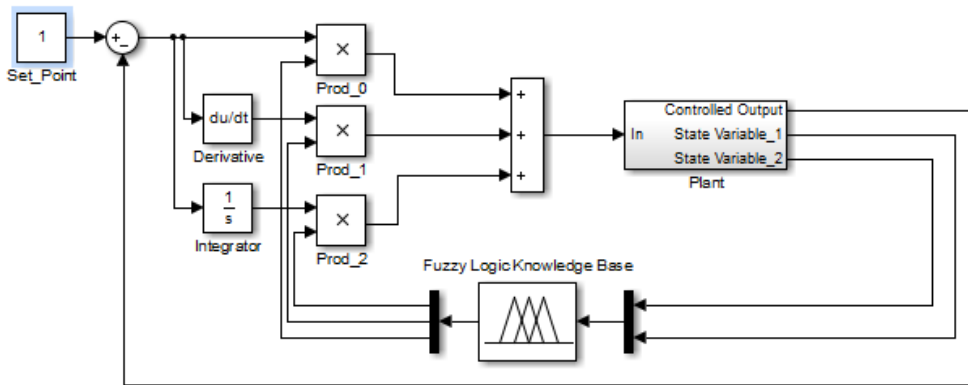 1
Set_Point
+
-
×
Prod_0
du/dt
Derivative
×
Prod_1
1
s
Integrator
×
Prod_2
+
+
+
In
Controlled Output
State Variable_1
State Variable_2
Plant
Fuzzy Logic Knowledge Base